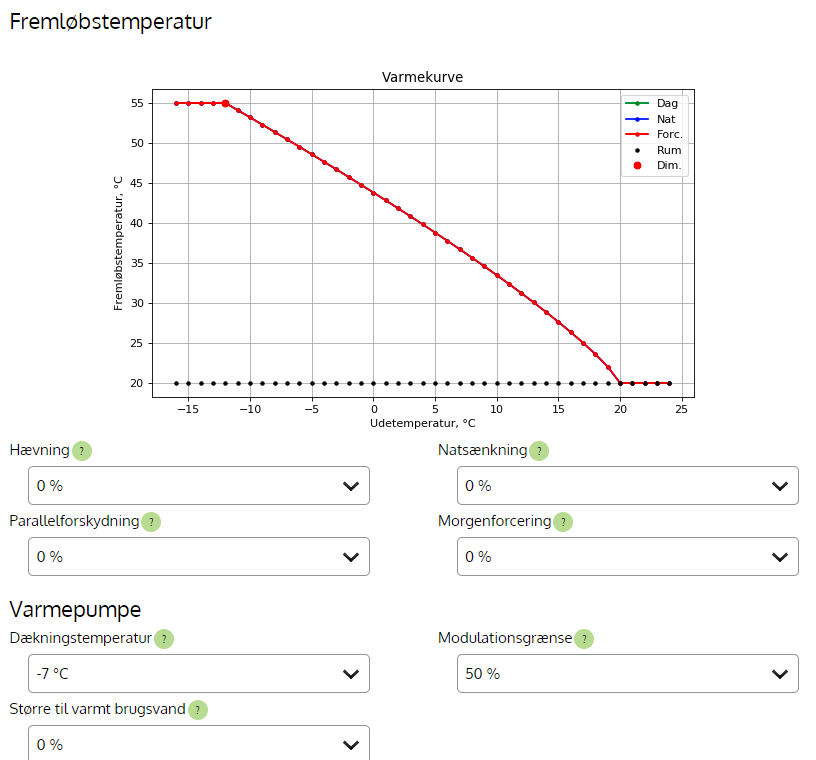 Fremløbstemperatur
Varmekurve
Fremløbstemperatur, °C
55
50
45
40
35
30
25
20
Dag
Nat
Forc.
Rum
Dim.
−15 −10 −5 0 5 10 15 20 25
Udetemperatur, °C
Hævning ? Natsænkning ?
0 % 0 %
Parallelforskydning ? Morgenforcering ?
0 % 0 %
Varmepumpe
Dækningstemperatur ? Modulationsgrænse ?
-7 °C 50 %
Større til varmt brugsvand ?
0 %